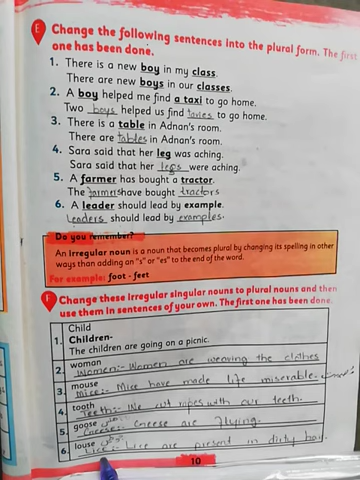 E Change the following sentences into the plural form. The first
one has been done.
1. There is a new boy in my class.
There are new boys in our classes.
2. A boy helped me find a taxi to go home.
Two boys helped us find taxies to go home.
3. There is a table in Adnan's room.
There are tables in Adnan's room.
4. Sara said that her leg was aching.
Sara said that her legs were aching.
5. A farmer has bought a tractor.
The farmers have bought tractors
6. A leader should lead by example.
Leaders should lead by examples.
Do you remember?
An irregular noun is a noun that becomes plural by changing its spelling in other
ways than adding an "s" or "es" to the end of the word.
For example: foot - feet
F Change these irregular singular nouns to plural nouns and then
use them in sentences of your own. The first one has been done.
Child
1. Children-
The children are going on a picnic.
2. woman
Women:- Women are weaving the clothes
3. mouse
Mice:- Mice have made life miserable
4. tooth
Teeth:- We cut ropes with our teeth.
5. goose
Geese:- Geese are flying.
6. louse
Lice:- Lice are present in dirty hair.
10